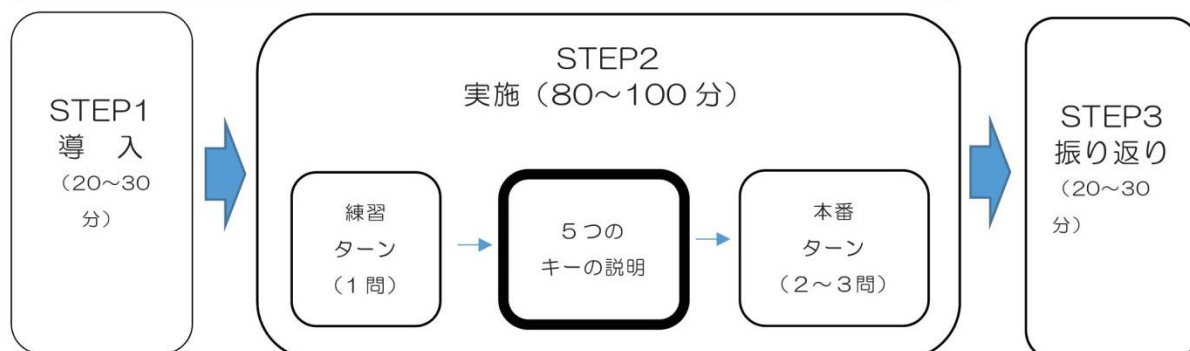 STEP1
導　入
（20～30
分）
STEP2
実施（80～100 分）
練習
ターン
（1 問）
5 つの
キーの説明
本番
ターン
（2～3 問）
STEP3
振り返り
（20～30
分）